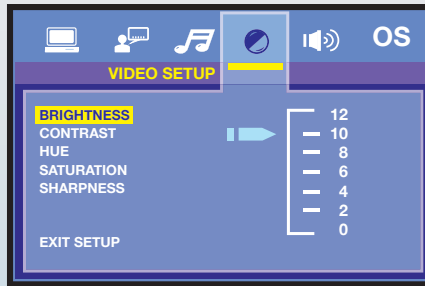 OS
VIDEO SETUP
BRIGHTNESS
CONTRAST
HUE
SATURATION
SHARPNESS
EXIT SETUP
12
10
8
6
4
2
0